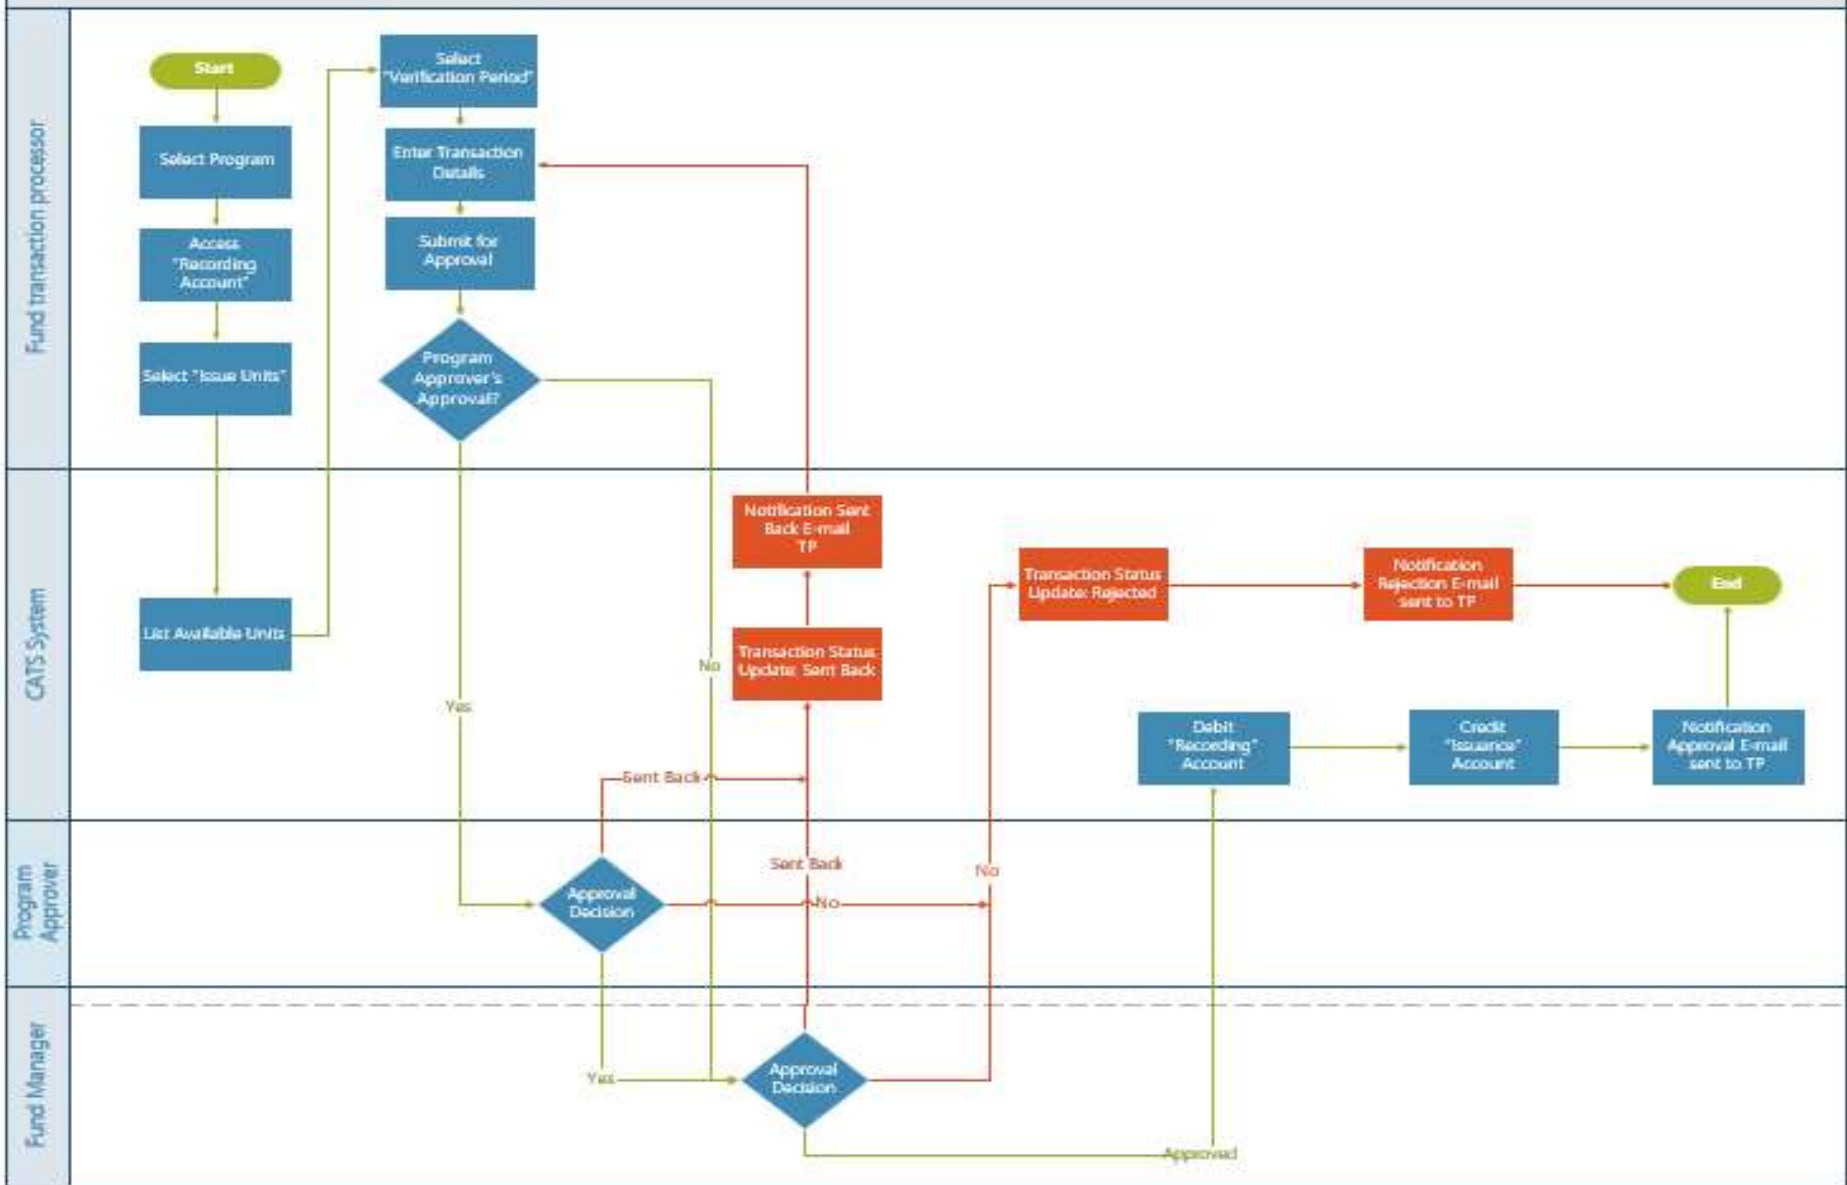 Fund transaction processor
Start
Select Program
Access
"Recording
Account"
Select "Issue Units"
Select
"Verification Period"
Enter Transaction
Details
Submit for
Approval
Program
Approver's
Approval?
CATS System
List Available Units
Yes
No
Notification Sent
Back E-mail
TP
Transaction Status
Update: Sent Back
Sent Back
Transaction Status
Update: Rejected
Notification
Rejection E-mail
sent to TP
End
Debit
"Recording"
Account
Credit
"Issuance"
Account
Notification
Approval E-mail
sent to TP
Program
Approver
Approval
Decision
Sent Back
No
No
Fund Manager
Yes
Approval
Decision
Approved